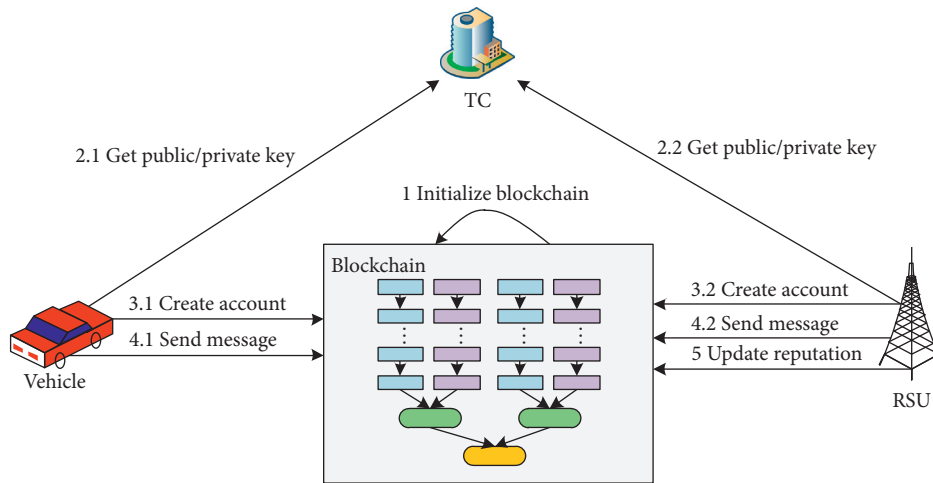 TC
2.1 Get public/private key
2.2 Get public/private key
1 Initialize blockchain
Blockchain
3.1 Create account
3.2 Create account
4.1 Send message
4.2 Send message
5 Update reputation
Vehicle
RSU